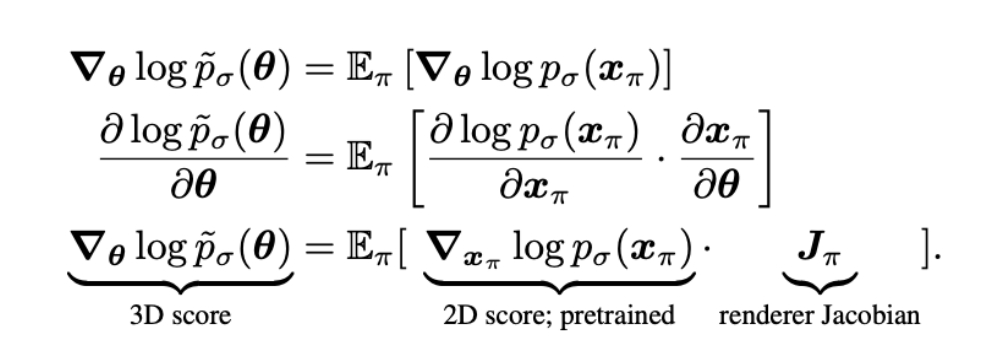 ∇_θ log p̃_σ(θ) = 𝔼_π [∇_θ log p_σ(x_π)]
∂ log p̃_σ(θ) / ∂θ = 𝔼_π [ ∂ log p_σ(x_π) / ∂x_π · ∂x_π / ∂θ ]
∇_θ log p̃_σ(θ) = 𝔼_π[ ∇_{x_π} log p_σ(x_π) · J_π ].
3D score 2D score; pretrained renderer Jacobian